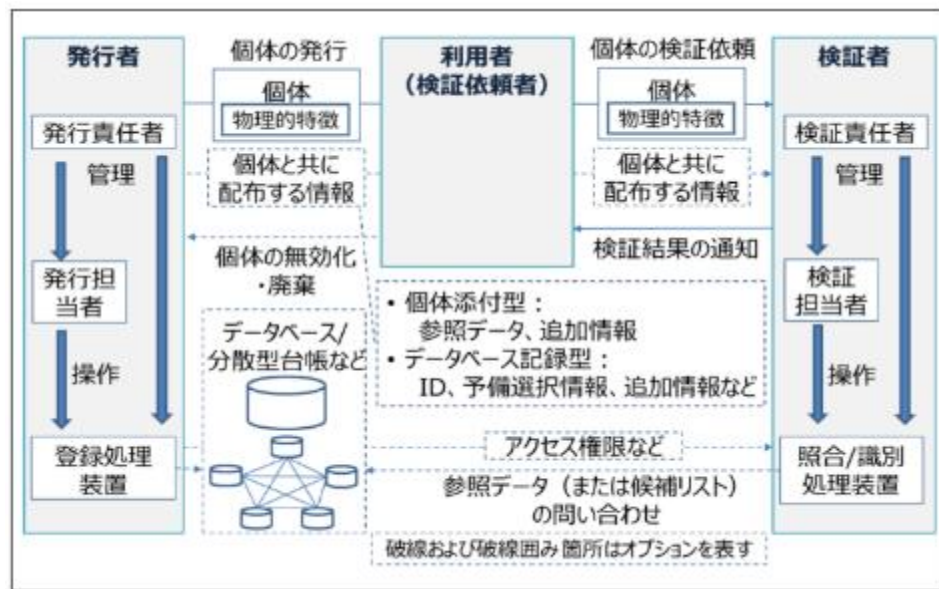 発行者
個体の発行
個体
物理的特徴
利用者
（検証依頼者）
個体の検証依頼
個体
物理的特徴
検証者
発行責任者
管理
個体と共に
配布する情報
個体と共に
配布する情報
検証責任者
管理
個体の無効化
・廃棄
検証結果の通知
発行担
当者
操作
検証
担当者
操作
データベース/
分散型台帳など
• 個体添付型：
参照データ、追加情報
• データベース記録型：
ID、予備選択情報、追加情報など
登録処理
装置
アクセス権限など
照合/識別
処理装置
参照データ（または候補リスト）
の問い合わせ
破線および破線囲み箇所はオプションを表す